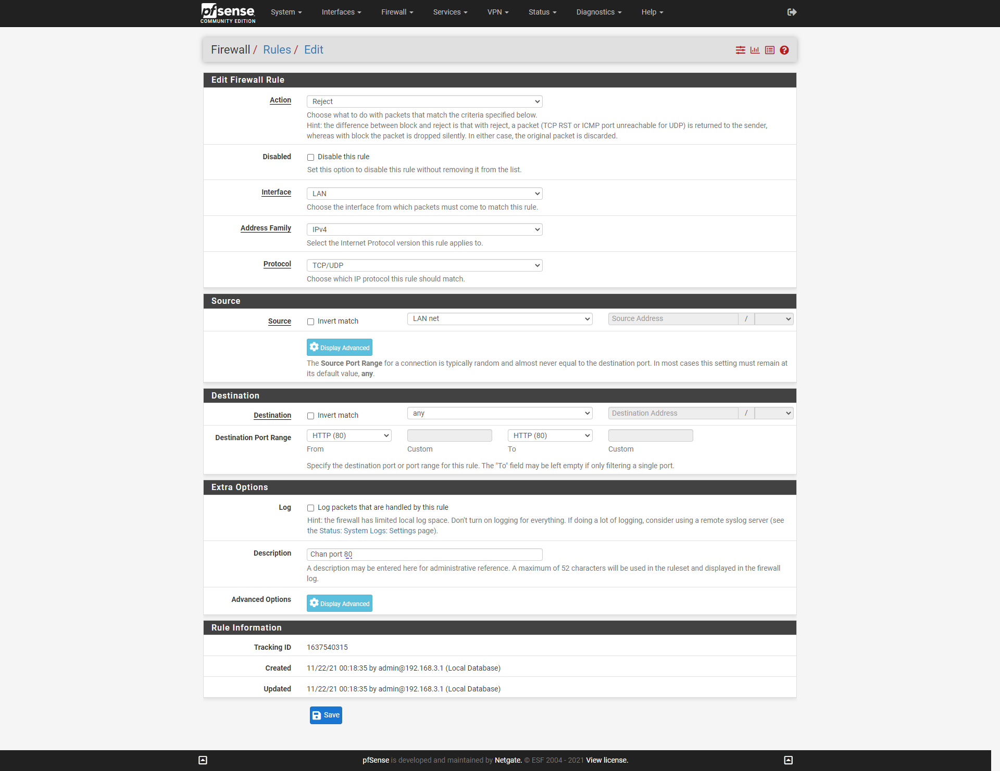 pfsense
COMMUNITY EDITION
System Interfaces Firewall Services VPN Status Diagnostics Help
Firewall / Rules / Edit
Edit Firewall Rule
Action
Reject
Choose what to do with packets that match the criteria specified below.
Hint: the difference between block and reject is that with reject, a packet (TCP RST or ICMP port unreachable for UDP) is returned to the sender,
whereas with block the packet is dropped silently. In either case, the original packet is discarded.
Disabled
Disable this rule
Set this option to disable this rule without removing it from the list.
Interface
LAN
Choose the interface from which packets must come to match this rule.
Address Family
IPv4
Select the Internet Protocol version this rule applies to.
Protocol
TCP/UDP
Choose which IP protocol this rule should match.
Source
Source Invert match LAN net Source Address /
Display Advanced
The Source Port Range for a connection is typically random and almost never equal to the destination port. In most cases this setting must remain at
its default value, any.
Destination
Destination Invert match any Destination Address /
Destination Port Range HTTP (80) HTTP (80)
From Custom To Custom
Specify the destination port or port range for this rule. The "To" field may be left empty if only filtering a single port.
Extra Options
Log
Log packets that are handled by this rule
Hint: the firewall has limited local log space. Don't turn on logging for everything. If doing a lot of logging, consider using a remote syslog server (see
the Status: System Logs: Settings page).
Description
Chan port 80
A description may be entered here for administrative reference. A maximum of 52 characters will be used in the ruleset and displayed in the firewall
log.
Advanced Options
Display Advanced
Rule Information
Tracking ID 1637540315
Created 11/22/21 00:18:35 by admin@192.168.3.1 (Local Database)
Updated 11/22/21 00:18:35 by admin@192.168.3.1 (Local Database)
Save
pfSense is developed and maintained by Netgate. © ESF 2004 - 2021 View license.